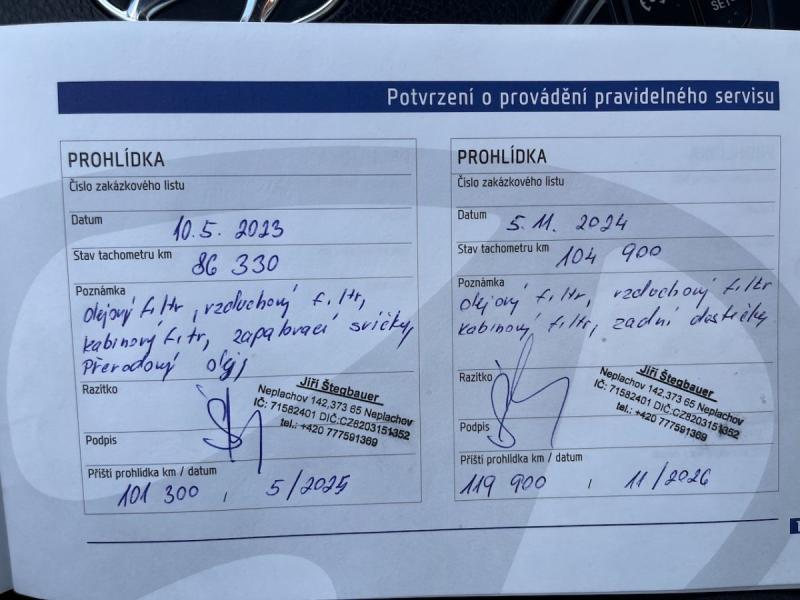 SET
Potvrzení o provádění pravidelného servisu
PROHLÍDKA
Číslo zakázkového listu
Datum 10.5. 2023
Stav tachometru km 86 330
Poznámka
olejový filtr, vzduchový filtr,
kabinový filtr, zapalovací svíčky,
Převodový olej,
Razítko
Jiří Štegbauer
Neplachov 142,373 65 Neplachov
IČ: 71582401 DIČ:CZ8203151352
tel.: +420 777591369
Podpis
Příští prohlídka km / datum
101 300 , 5/2025
PROHLÍDKA
Číslo zakázkového listu
Datum 5.11. 2024
Stav tachometru km 104 900
Poznámka
olejový filtr, vzduchový filtr
kabinový filtr, zadní destičky
Razítko
Jiří Štegbauer
Neplachov 142,373 65 Neplachov
IČ: 71582401 DIČ:CZ8203151352
tel.: +420 777591369
Podpis
Příští prohlídka km / datum
119 900 , 11/2026